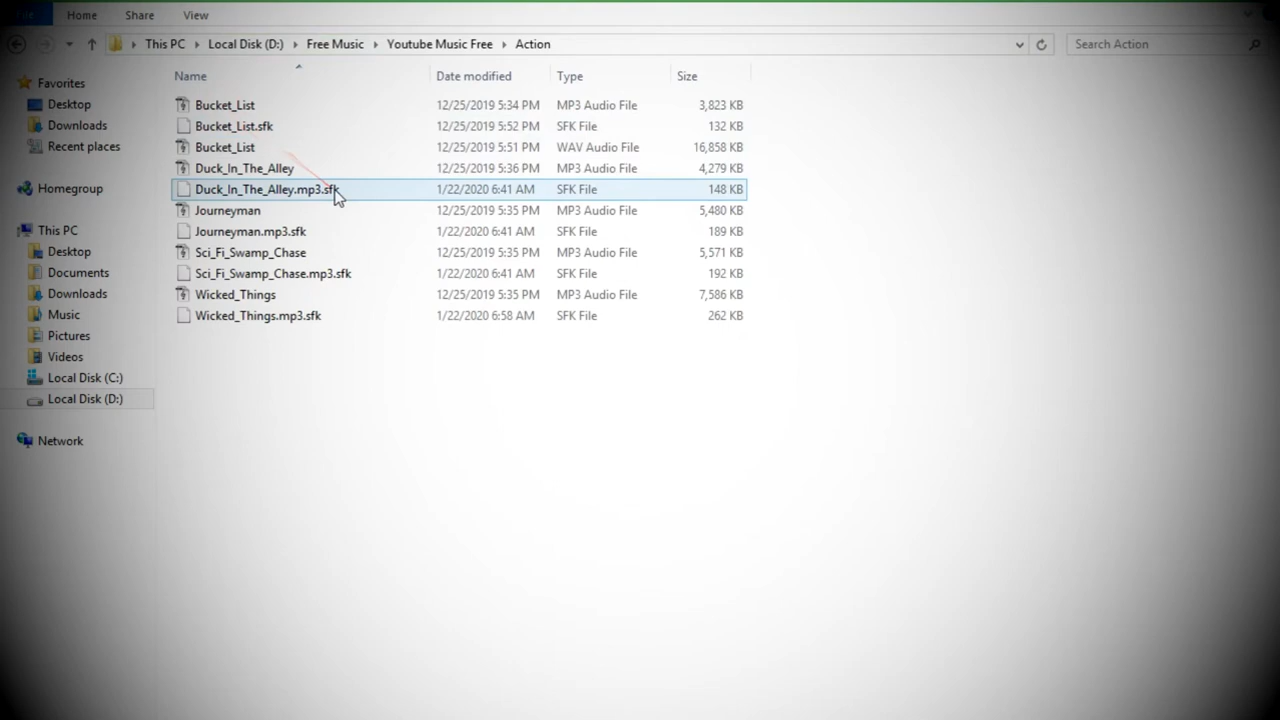 File Home Share View
This PC Local Disk (D:) Free Music Youtube Music Free Action Search Action
Name Date modified Type Size
Favorites
Desktop
Downloads
Recent places
Homegroup
This PC
Desktop
Documents
Downloads
Music
Pictures
Videos
Local Disk (C:)
Local Disk (D:)
Network
Bucket_List 12/25/2019 5:34 PM MP3 Audio File 3,823 KB
Bucket_List.sfk 12/25/2019 5:52 PM SFK File 132 KB
Bucket_List 12/25/2019 5:51 PM WAV Audio File 16,858 KB
Duck_In_The_Alley 12/25/2019 5:36 PM MP3 Audio File 4,279 KB
Duck_In_The_Alley.mp3.sfk 1/22/2020 6:41 AM SFK File 148 KB
Journeyman 12/25/2019 5:35 PM MP3 Audio File 5,480 KB
Journeyman.mp3.sfk 1/22/2020 6:41 AM SFK File 189 KB
Sci_Fi_Swamp_Chase 12/25/2019 5:35 PM MP3 Audio File 5,571 KB
Sci_Fi_Swamp_Chase.mp3.sfk 1/22/2020 6:41 AM SFK File 192 KB
Wicked_Things 12/25/2019 5:35 PM MP3 Audio File 7,586 KB
Wicked_Things.mp3.sfk 1/22/2020 6:58 AM SFK File 262 KB